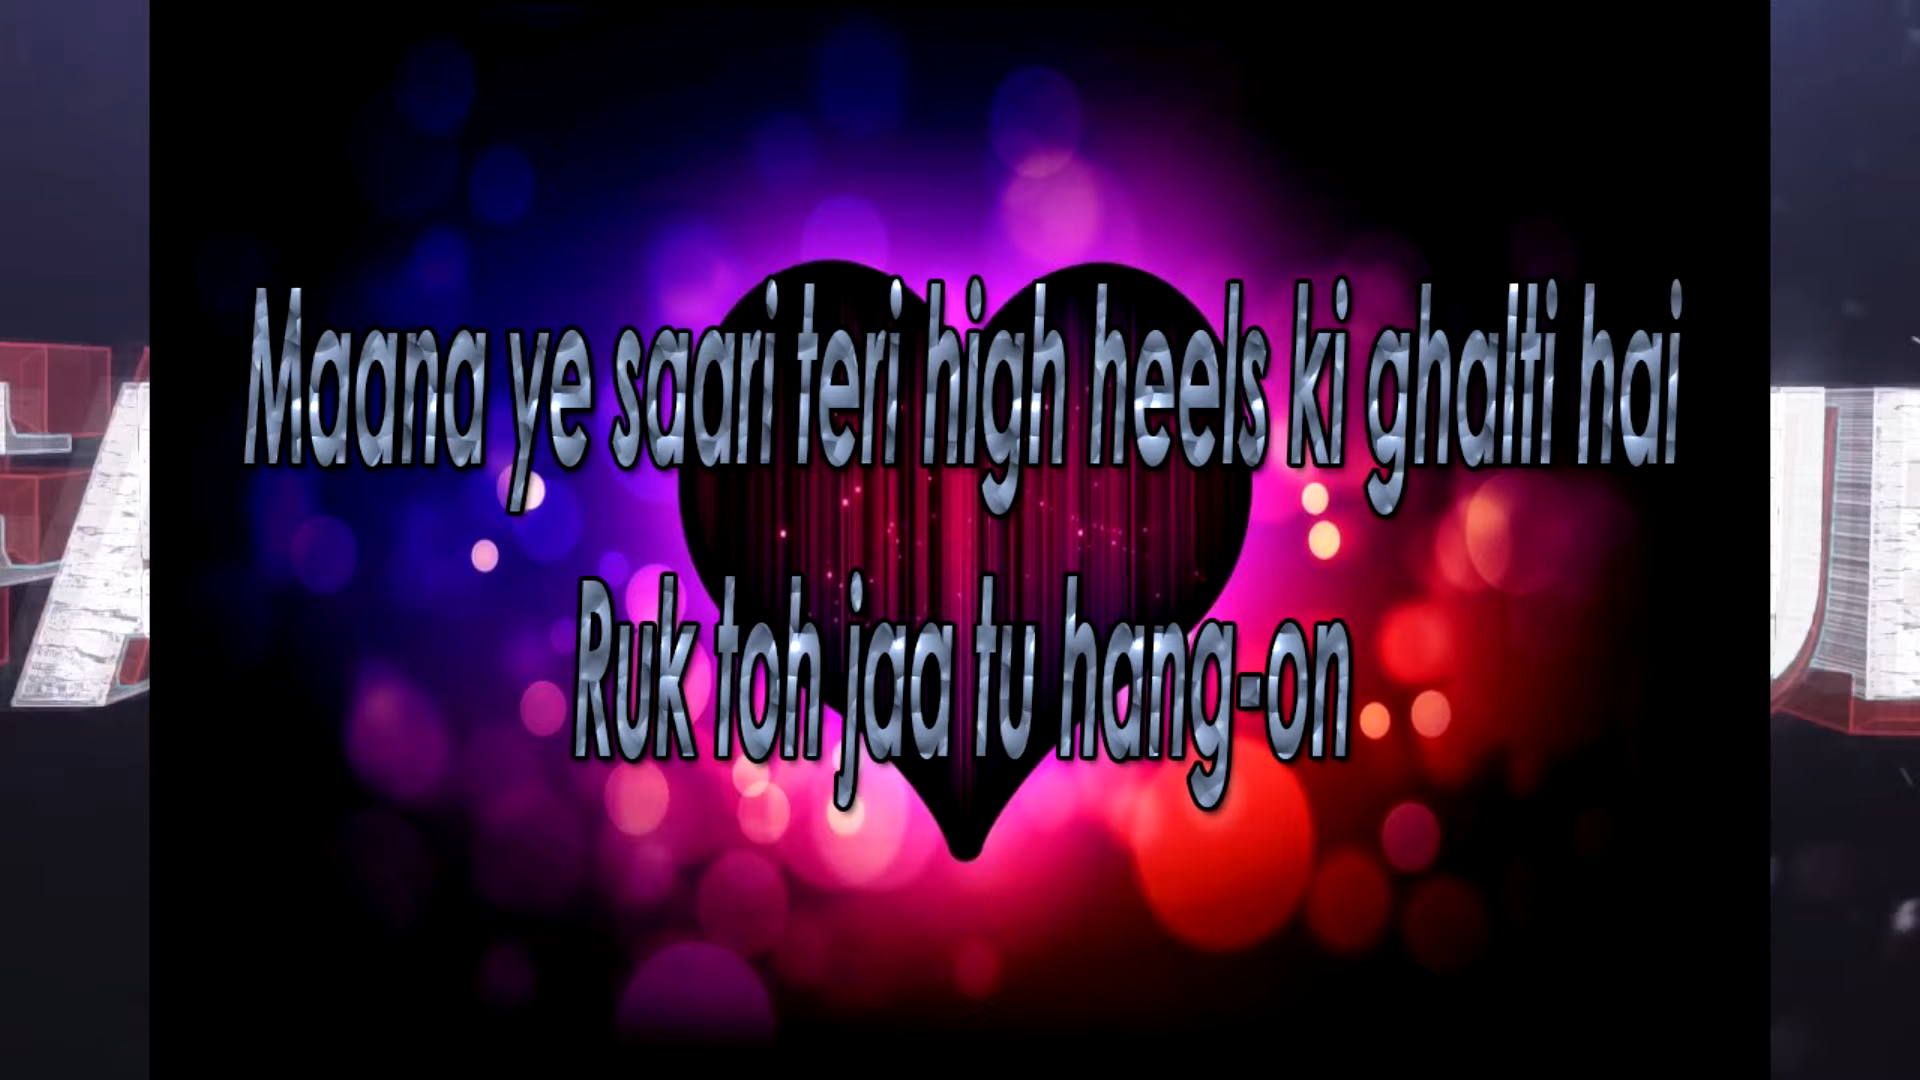 Maana ye saari teri high heels ki ghalti hai
Ruk toh jaa tu hang-on